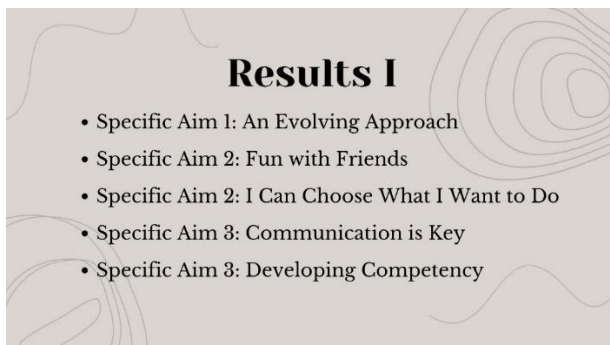 Results I
• Specific Aim 1: An Evolving Approach
• Specific Aim 2: Fun with Friends
• Specific Aim 2: I Can Choose What I Want to Do
• Specific Aim 3: Communication is Key
• Specific Aim 3: Developing Competency